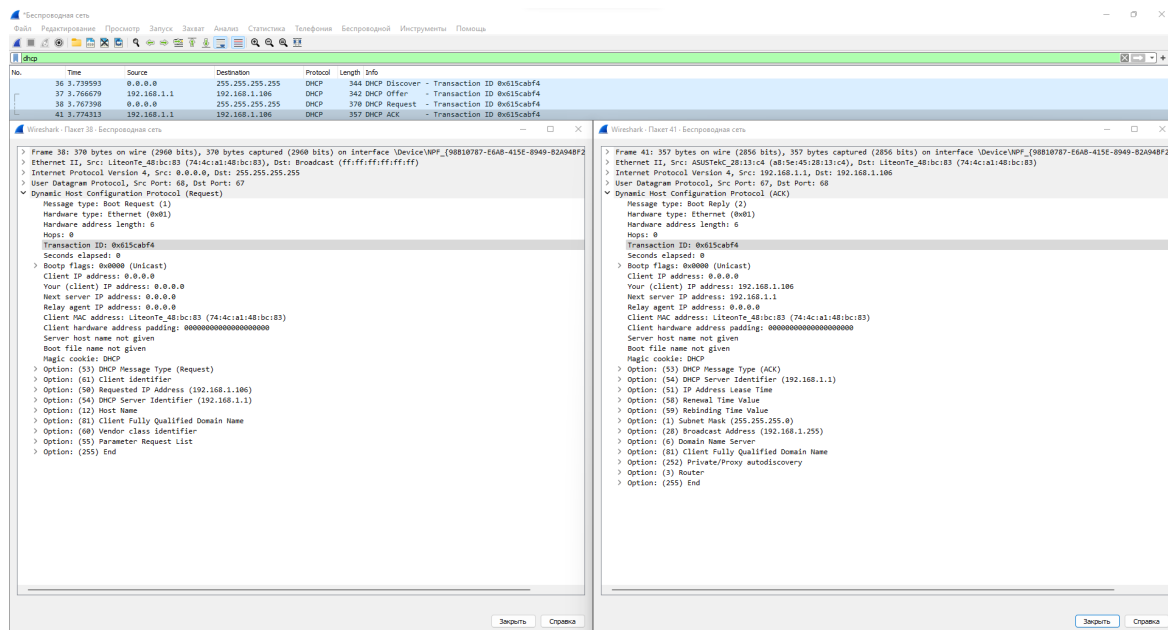 *Беспроводная сеть
Файл Редактирование Просмотр Запуск Захват Анализ Статистика Телефония Беспроводной Инструменты Помощь
dhcp
No. Time Source Destination Protocol Length Info
36 3.739593 0.0.0.0 255.255.255.255 DHCP 344 DHCP Discover - Transaction ID 0x615cabf4
37 3.766679 192.168.1.1 192.168.1.106 DHCP 342 DHCP Offer - Transaction ID 0x615cabf4
38 3.767398 0.0.0.0 255.255.255.255 DHCP 370 DHCP Request - Transaction ID 0x615cabf4
41 3.774313 192.168.1.1 192.168.1.106 DHCP 357 DHCP ACK - Transaction ID 0x615cabf4
Wireshark · Пакет 38 · Беспроводная сеть
Frame 38: 370 bytes on wire (2960 bits), 370 bytes captured (2960 bits) on interface \Device\NPF_{98B10787-E6AB-415E-8949-B2A94BF2
Ethernet II, Src: LiteonTe_48:bc:83 (74:4c:a1:48:bc:83), Dst: Broadcast (ff:ff:ff:ff:ff:ff)
Internet Protocol Version 4, Src: 0.0.0.0, Dst: 255.255.255.255
User Datagram Protocol, Src Port: 68, Dst Port: 67
Dynamic Host Configuration Protocol (Request)
Message type: Boot Request (1)
Hardware type: Ethernet (0x01)
Hardware address length: 6
Hops: 0
Transaction ID: 0x615cabf4
Seconds elapsed: 0
Bootp flags: 0x0000 (Unicast)
Client IP address: 0.0.0.0
Your (client) IP address: 0.0.0.0
Next server IP address: 0.0.0.0
Relay agent IP address: 0.0.0.0
Client MAC address: LiteonTe_48:bc:83 (74:4c:a1:48:bc:83)
Client hardware address padding: 00000000000000000000
Server host name not given
Boot file name not given
Magic cookie: DHCP
Option: (53) DHCP Message Type (Request)
Option: (61) Client identifier
Option: (50) Requested IP Address (192.168.1.106)
Option: (54) DHCP Server Identifier (192.168.1.1)
Option: (12) Host Name
Option: (81) Client Fully Qualified Domain Name
Option: (60) Vendor class identifier
Option: (55) Parameter Request List
Option: (255) End
Закрыть Справка
Wireshark · Пакет 41 · Беспроводная сеть
Frame 41: 357 bytes on wire (2856 bits), 357 bytes captured (2856 bits) on interface \Device\NPF_{98B10787-E6AB-415E-8949-B2A94BF2
Ethernet II, Src: ASUSTekC_28:13:c4 (a8:5e:45:28:13:c4), Dst: LiteonTe_48:bc:83 (74:4c:a1:48:bc:83)
Internet Protocol Version 4, Src: 192.168.1.1, Dst: 192.168.1.106
User Datagram Protocol, Src Port: 67, Dst Port: 68
Dynamic Host Configuration Protocol (ACK)
Message type: Boot Reply (2)
Hardware type: Ethernet (0x01)
Hardware address length: 6
Hops: 0
Transaction ID: 0x615cabf4
Seconds elapsed: 0
Bootp flags: 0x0000 (Unicast)
Client IP address: 0.0.0.0
Your (client) IP address: 192.168.1.106
Next server IP address: 192.168.1.1
Relay agent IP address: 0.0.0.0
Client MAC address: LiteonTe_48:bc:83 (74:4c:a1:48:bc:83)
Client hardware address padding: 00000000000000000000
Server host name not given
Boot file name not given
Magic cookie: DHCP
Option: (53) DHCP Message Type (ACK)
Option: (54) DHCP Server Identifier (192.168.1.1)
Option: (51) IP Address Lease Time
Option: (58) Renewal Time Value
Option: (59) Rebinding Time Value
Option: (1) Subnet Mask (255.255.255.0)
Option: (28) Broadcast Address (192.168.1.255)
Option: (6) Domain Name Server
Option: (81) Client Fully Qualified Domain Name
Option: (252) Private/Proxy autodiscovery
Option: (3) Router
Option: (255) End
Закрыть Справка